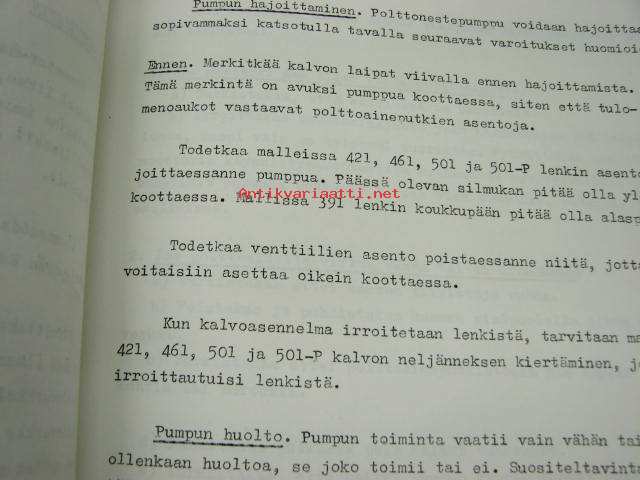 Pumpun hajoittaminen. Polttonestepumppu voidaan hajoittaa
sopivammaksi katsotulla tavalla seuraavat varoitukset huomioi
Ennen. Merkitkää kalvon laipat viivalla ennen hajoittamista.
Tämä merkintä on avuksi pumppua koottaessa, siten että tulo-
menoaukot vastaavat polttoaineputkien asentoja.
Todetkaa malleissa 421, 461, 501 ja 501-P lenkin asento
joittaessanne pumppua. Päässä olevan silmukan pitää olla yl
Antikvariaatti.net
koottaessa. Mallissa 391 lenkin koukkupään pitää olla alasp
Todetkaa venttiilien asento poistaessanne niitä, jotta
voitaisiin asettaa oikein koottaessa.
Kun kalvoasennelma irroitetaan lenkistä, tarvitaan ma
421, 461, 501 ja 501-P kalvon neljänneksen kiertäminen, j
irroittautuisi lenkistä.
Pumpun huolto. Pumpun toiminta vaatii vain vähän tai
ollenkaan huoltoa, se joko toimii tai ei. Suositeltavinta